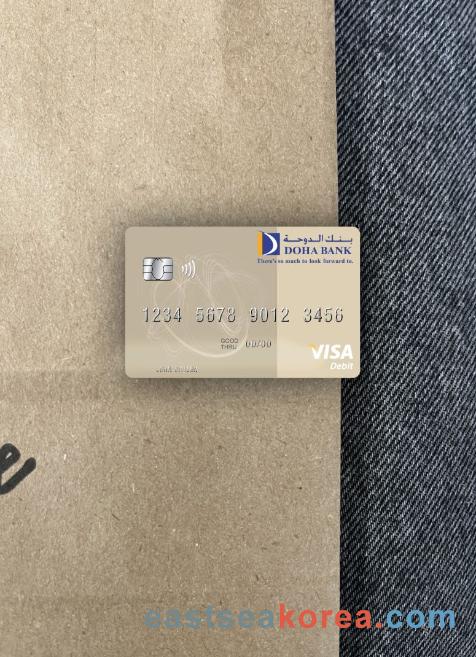 بنك الدوحة
DOHA BANK
There's so much to look forward to.
1234 5678 9012 3456
GOOD
THRU 00/00
VISA
Debit
eastseakorea.com